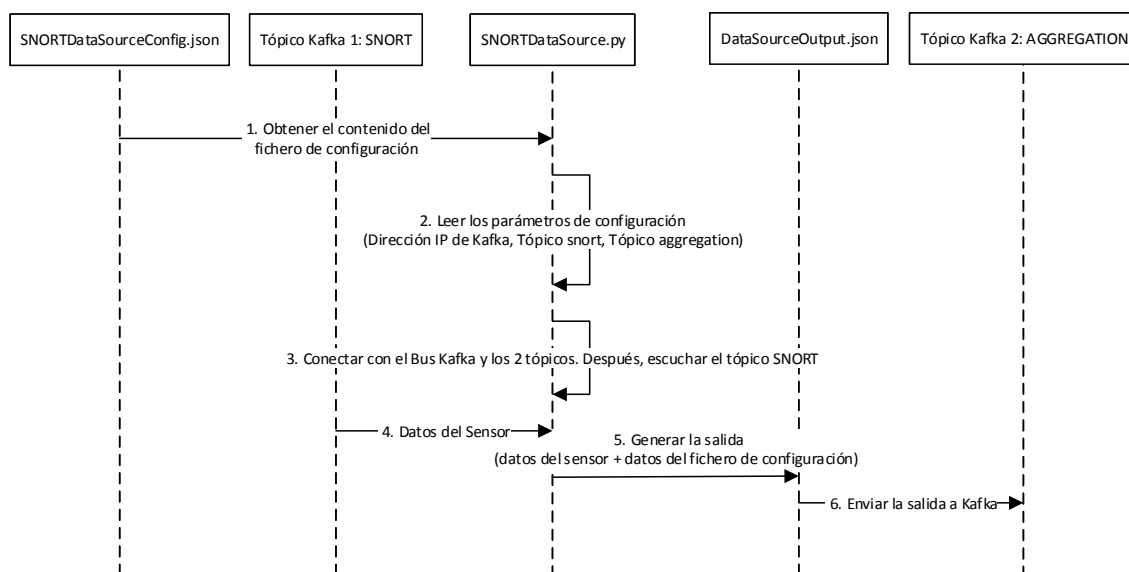 SNORTDataSourceConfig.json
Tópico Kafka 1: SNORT
SNORTDataSource.py
DataSourceOutput.json
Tópico Kafka 2: AGGREGATION
1. Obtener el contenido del
fichero de configuración
2. Leer los parámetros de configuración
(Dirección IP de Kafka, Tópico snort, Tópico aggregation)
3. Conectar con el Bus Kafka y los 2 tópicos. Después, escuchar el tópico SNORT
4. Datos del Sensor
5. Generar la salida
(datos del sensor + datos del fichero de configuración)
6. Enviar la salida a Kafka